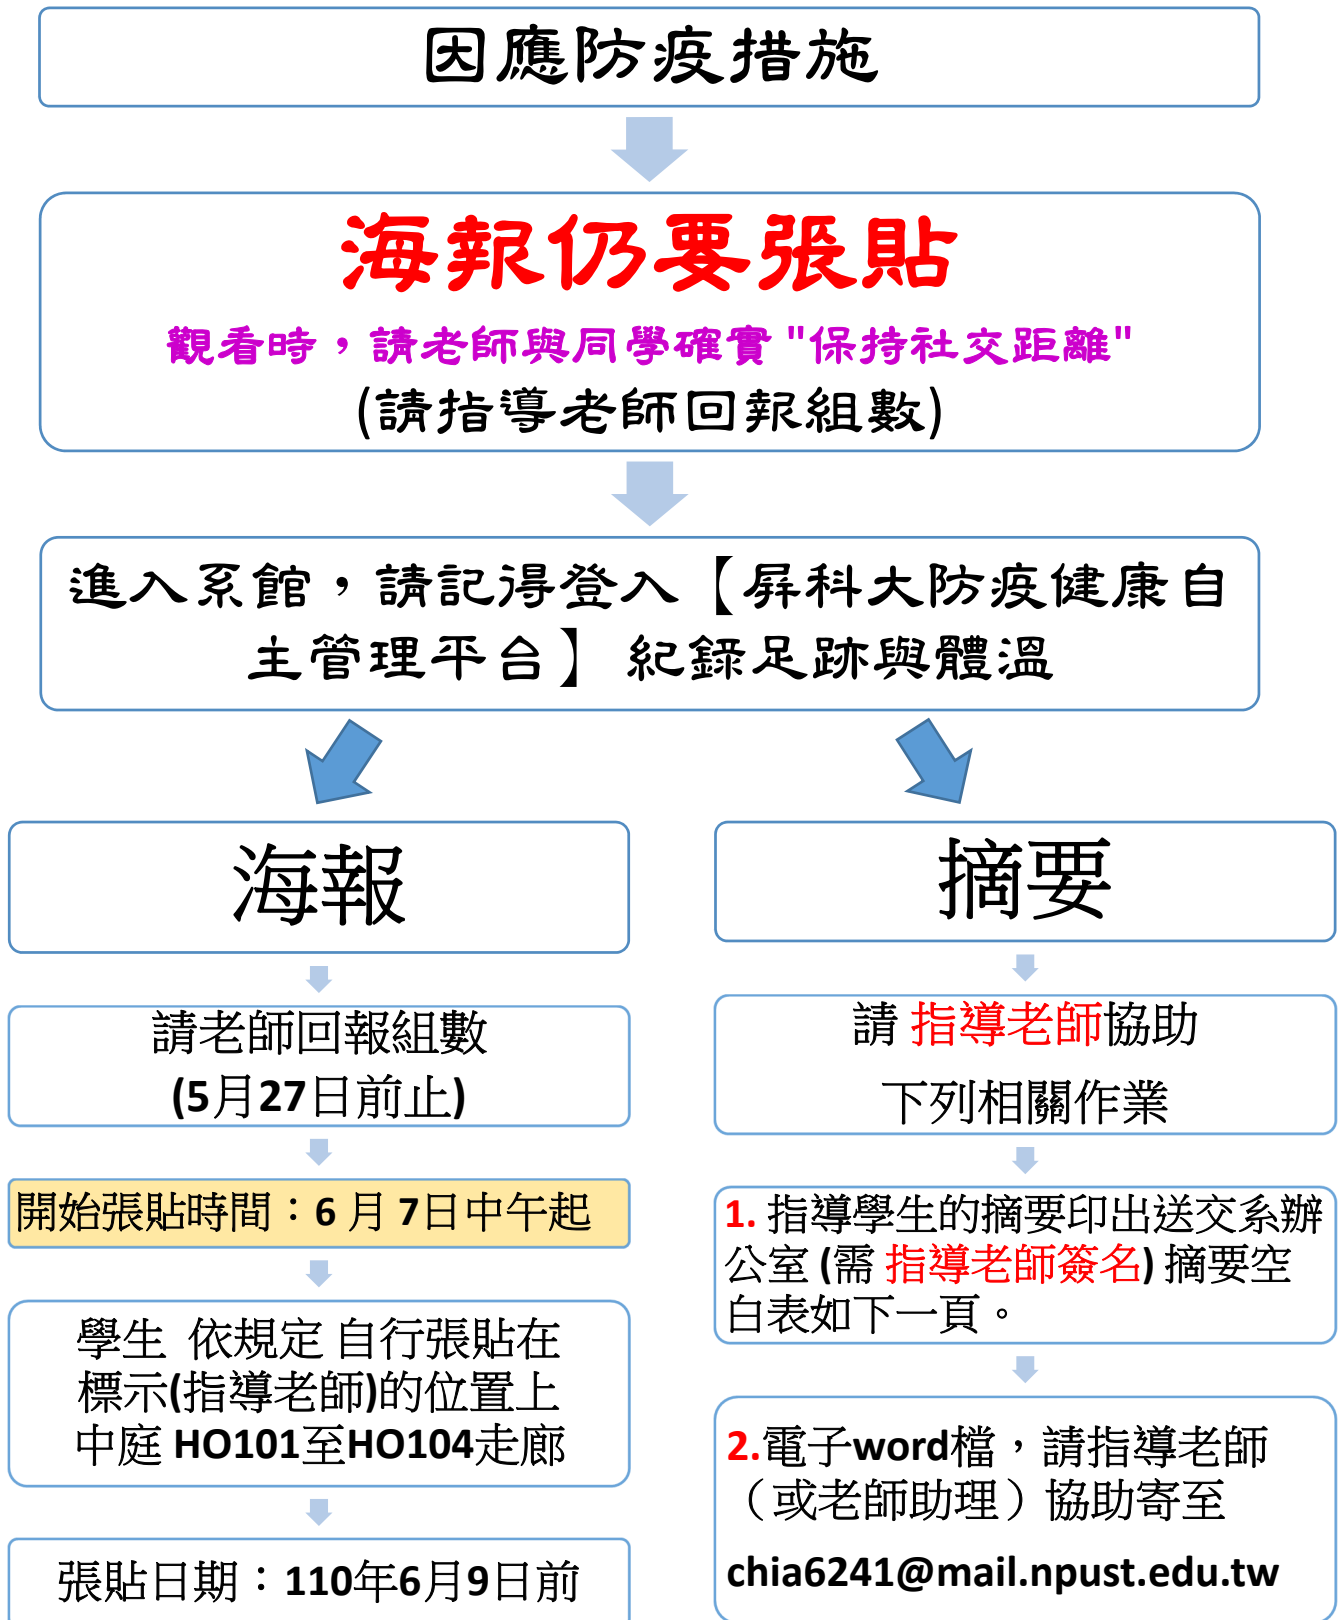 因應防疫措施
海報仍要張貼
觀看時，請老師與同學確實 "保持社交距離"
(請指導老師回報組數)
進入系館，請記得登入【屏科大防疫健康自
主管理平台】 紀錄足跡與體溫
海報
請老師回報組數
(5月27日前止)
開始張貼時間：6 月 7日中午起
學生 依規定 自行張貼在
標示(指導老師)的位置上
中庭 HO101至HO104走廊
張貼日期：110年6月9日前
摘要
請 指導老師協助
下列相關作業
1. 指導學生的摘要印出送交系辦
公室 (需 指導老師簽名) 摘要空
白表如下一頁。
2.電子word檔，請指導老師
（或老師助理）協助寄至
chia6241@mail.npust.edu.tw